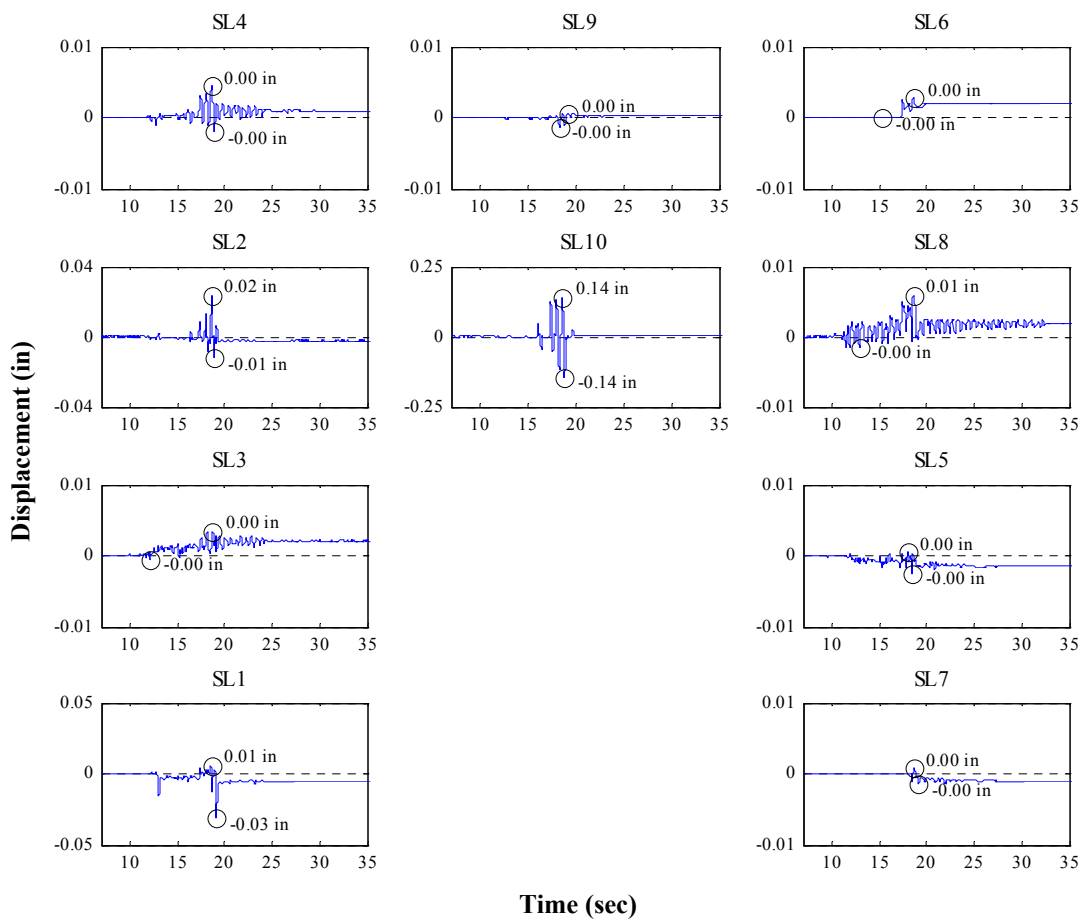 SL4
0.01
0
-0.01
0.00 in
-0.00 in
10 15 20 25 30 35
SL9
0.01
0
-0.01
0.00 in
-0.00 in
10 15 20 25 30 35
SL6
0.01
0
-0.01
0.00 in
-0.00 in
10 15 20 25 30 35
SL2
0.04
0
-0.04
0.02 in
-0.01 in
10 15 20 25 30 35
SL10
0.25
0
-0.25
0.14 in
-0.14 in
10 15 20 25 30 35
SL8
0.01
0
-0.01
0.01 in
-0.00 in
10 15 20 25 30 35
SL3
0.01
0
-0.01
0.00 in
-0.00 in
10 15 20 25 30 35
SL5
0.01
0
-0.01
0.00 in
-0.00 in
10 15 20 25 30 35
SL1
0.05
0
-0.05
0.01 in
-0.03 in
10 15 20 25 30 35
SL7
0.01
0
-0.01
0.00 in
-0.00 in
10 15 20 25 30 35
Displacement (in)
Time (sec)